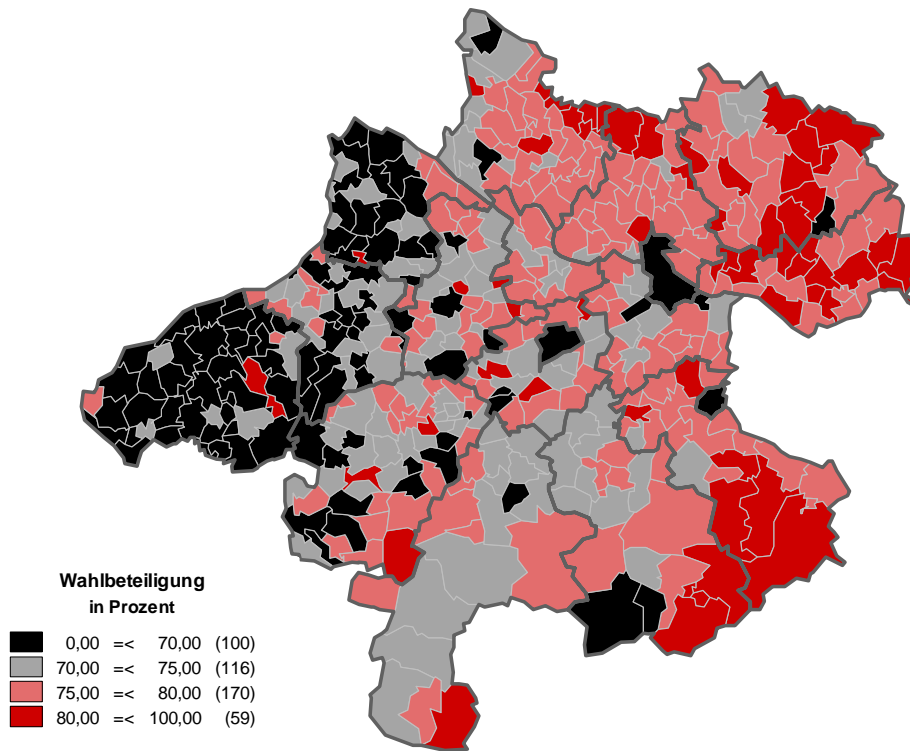 Wahlbeteiligung
in Prozent
0,00 =< 70,00 (100)
70,00 =< 75,00 (116)
75,00 =< 80,00 (170)
80,00 =< 100,00 (59)